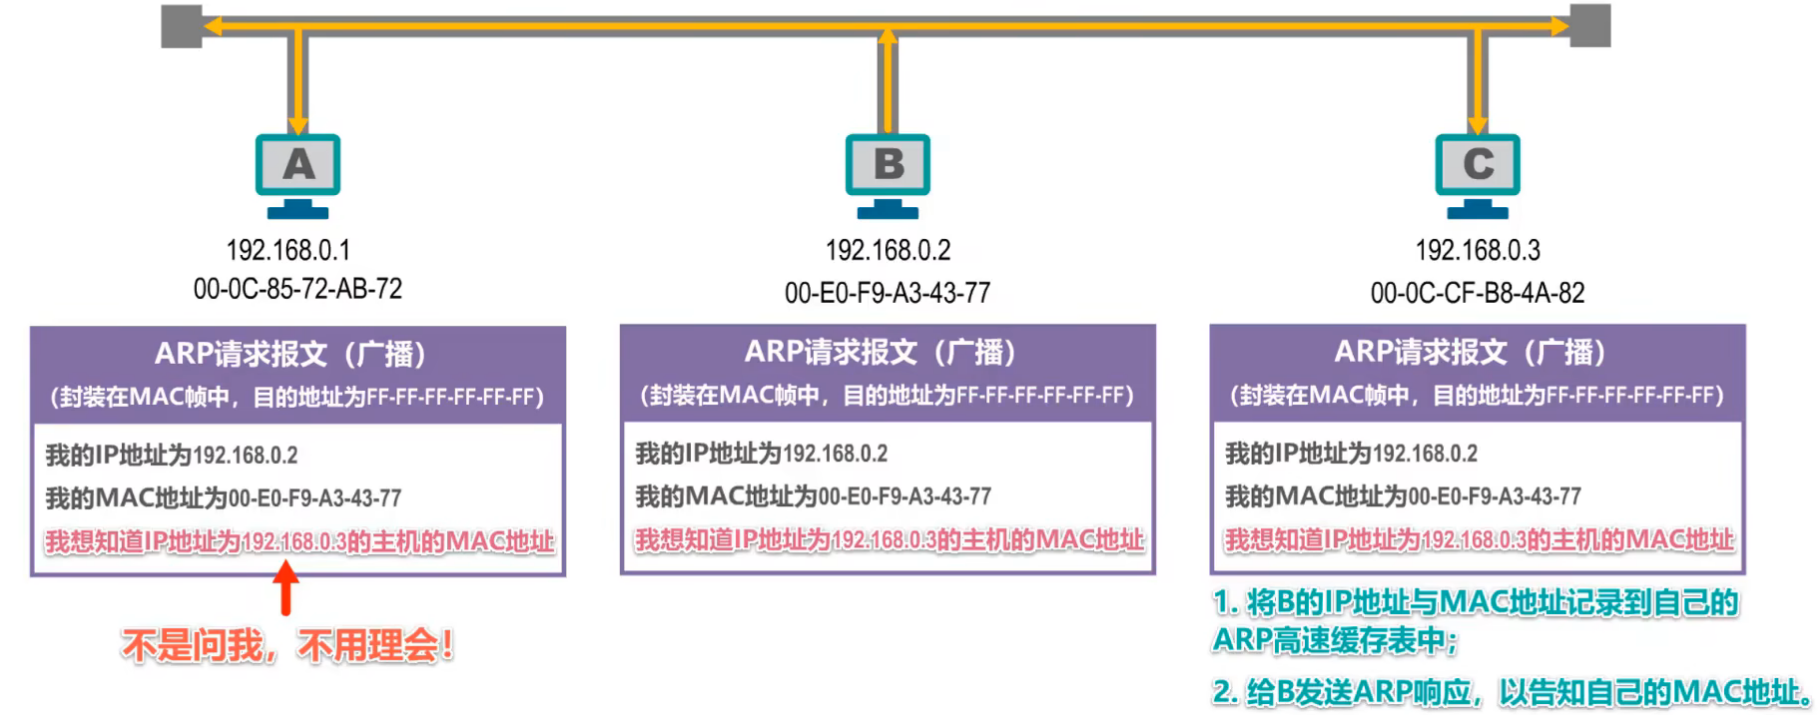 A
B
C
192.168.0.1
00-0C-85-72-AB-72
192.168.0.2
00-E0-F9-A3-43-77
192.168.0.3
00-0C-CF-B8-4A-82
ARP请求报文（广播）
（封装在MAC帧中，目的地址为FF-FF-FF-FF-FF-FF）
我的IP地址为192.168.0.2
我的MAC地址为00-E0-F9-A3-43-77
我想知道IP地址为192.168.0.3的主机的MAC地址
不是问我，不用理会！
ARP请求报文（广播）
（封装在MAC帧中，目的地址为FF-FF-FF-FF-FF-FF）
我的IP地址为192.168.0.2
我的MAC地址为00-E0-F9-A3-43-77
我想知道IP地址为192.168.0.3的主机的MAC地址
ARP请求报文（广播）
（封装在MAC帧中，目的地址为FF-FF-FF-FF-FF-FF）
我的IP地址为192.168.0.2
我的MAC地址为00-E0-F9-A3-43-77
我想知道IP地址为192.168.0.3的主机的MAC地址
1. 将B的IP地址与MAC地址记录到自己的
ARP高速缓存表中；
2. 给B发送ARP响应，以告知自己的MAC地址。